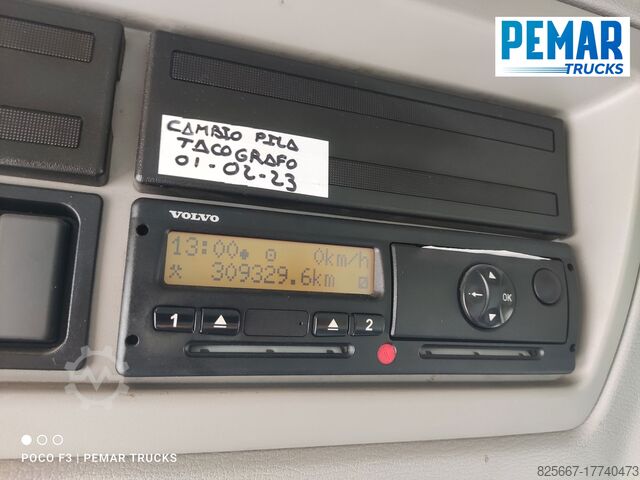 PEMAR
TRUCKS
CAMBIO PILA
TACOGRAFO
01-02-23
VOLVO
13:00 0km/h
309329.6km
1
2
OK
POCO F3 | PEMAR TRUCKS
825667-17740473